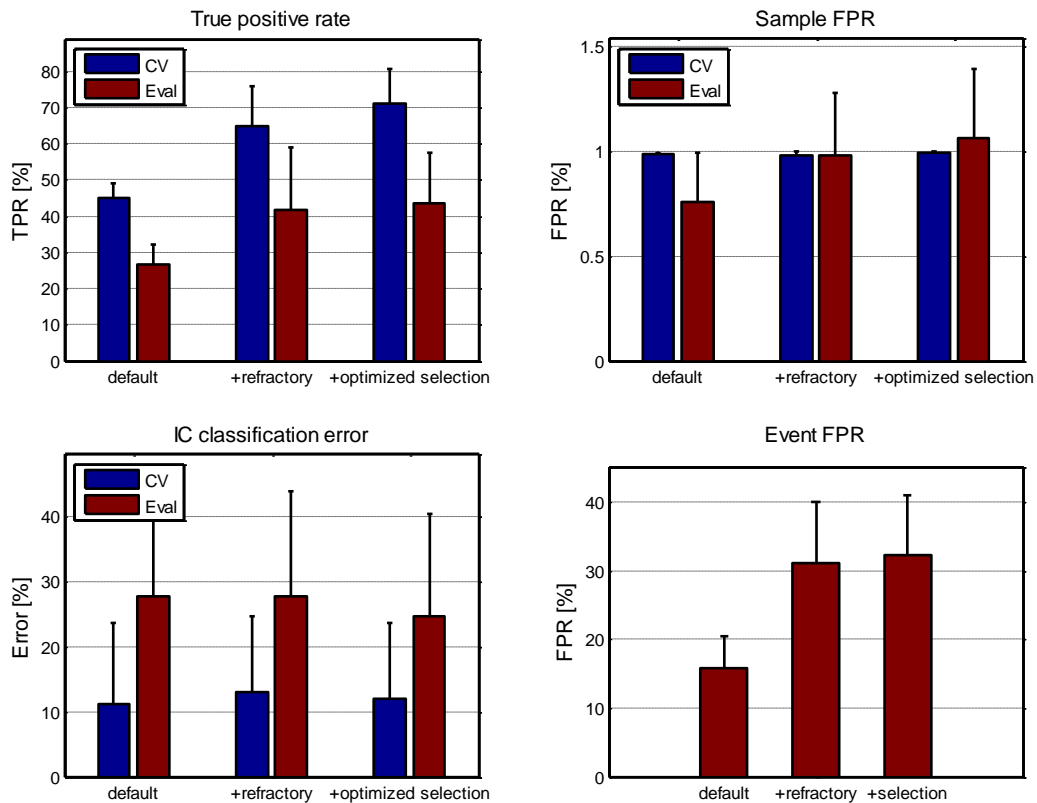 True positive rate
CV
Eval
TPR [%]
80
70
60
50
40
30
20
10
0
default +refractory +optimized selection
Sample FPR
CV
Eval
FPR [%]
1.5
1
0.5
0
default +refractory +optimized selection
IC classification error
CV
Eval
Error [%]
40
30
20
10
0
default +refractory +optimized selection
Event FPR
FPR [%]
40
30
20
10
0
default +refractory +selection